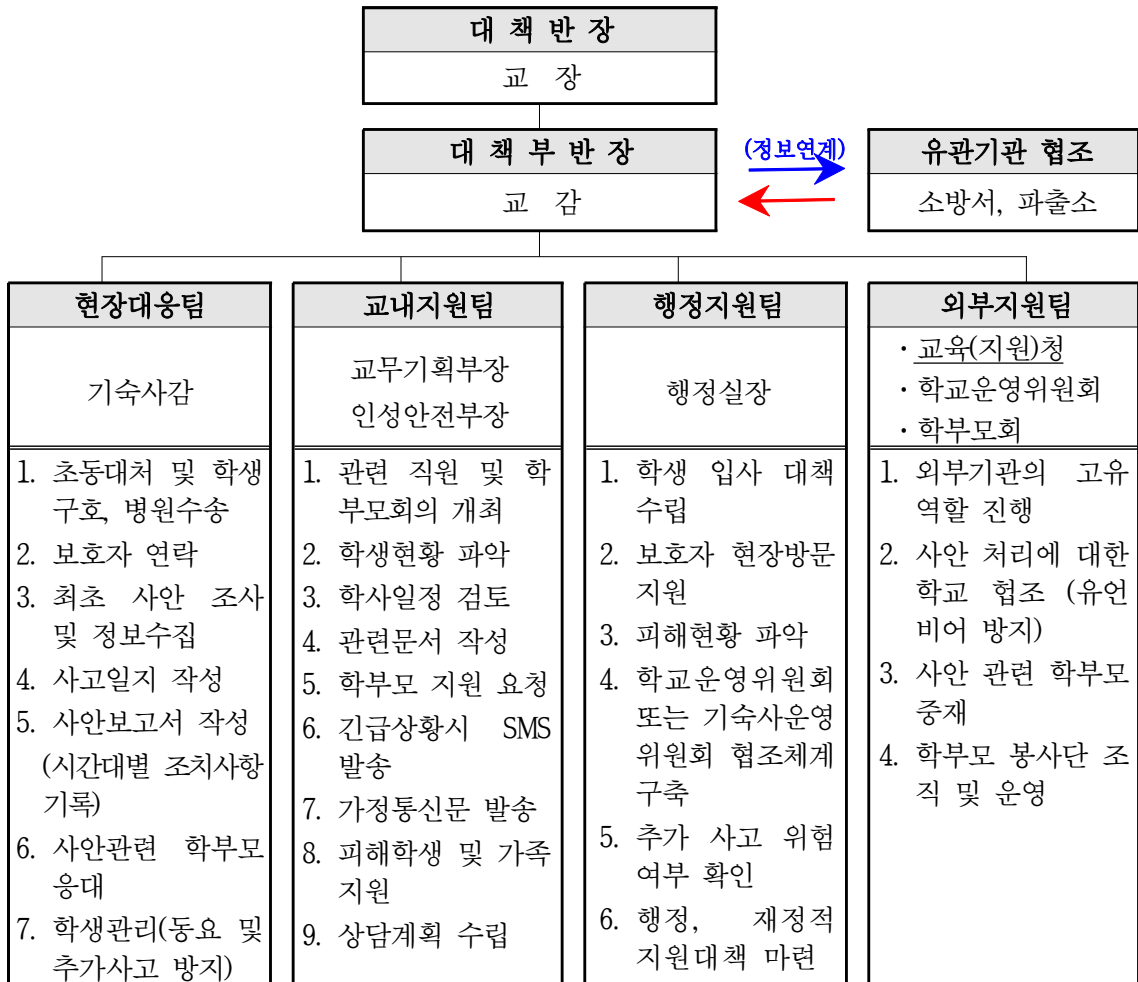 대 책 반 장
교 장
대 책 부 반 장
교 감
(정보연계)
유관기관 협조
소방서, 파출소
현장대응팀
기숙사감
1. 초동대처 및 학생
구호, 병원수송
2. 보호자 연락
3. 최초 사안 조사
및 정보수집
4. 사고일지 작성
5. 사안보고서 작성
(시간대별 조치사항
기록)
6. 사안관련 학부모
응대
7. 학생관리(동요 및
추가사고 방지)
교내지원팀
교무기획부장
인성안전부장
1. 관련 직원 및 학
부모회의 개최
2. 학생현황 파악
3. 학사일정 검토
4. 관련문서 작성
5. 학부모 지원 요청
6. 긴급상황시 SMS
발송
7. 가정통신문 발송
8. 피해학생 및 가족
지원
9. 상담계획 수립
행정지원팀
행정실장
1. 학생 입사 대책
수립
2. 보호자 현장방문
지원
3. 피해현황 파악
4. 학교운영위원회
또는 기숙사운영
위원회 협조체계
구축
5. 추가 사고 위험
여부 확인
6. 행정, 재정적
지원대책 마련
외부지원팀
· 교육(지원)청
· 학교운영위원회
· 학부모회
1. 외부기관의 고유
역할 진행
2. 사안 처리에 대한
학교 협조 (유언
비어 방지)
3. 사안 관련 학부모
중재
4. 학부모 봉사단 조
직 및 운영